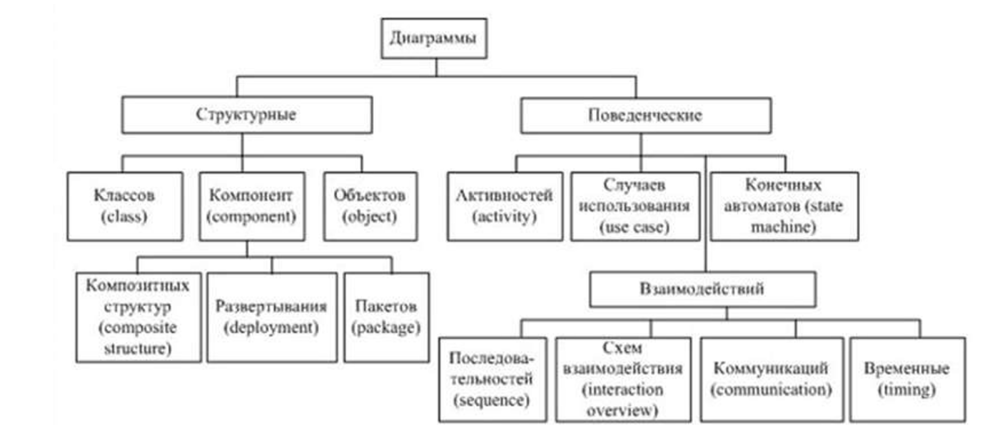 Диаграммы
Структурные
Поведенческие
Классов
(class)
Компонент
(component)
Объектов
(object)
Активностей
(activity)
Случаев
использования
(use case)
Конечных
автоматов (state
machine)
Композитных
структур
(composite
structure)
Развертывания
(deployment)
Пакетов
(package)
Взаимодействий
Последова-
тельностей
(sequence)
Схем
взаимодействия
(interaction
overview)
Коммуникаций
(communication)
Временные
(timing)